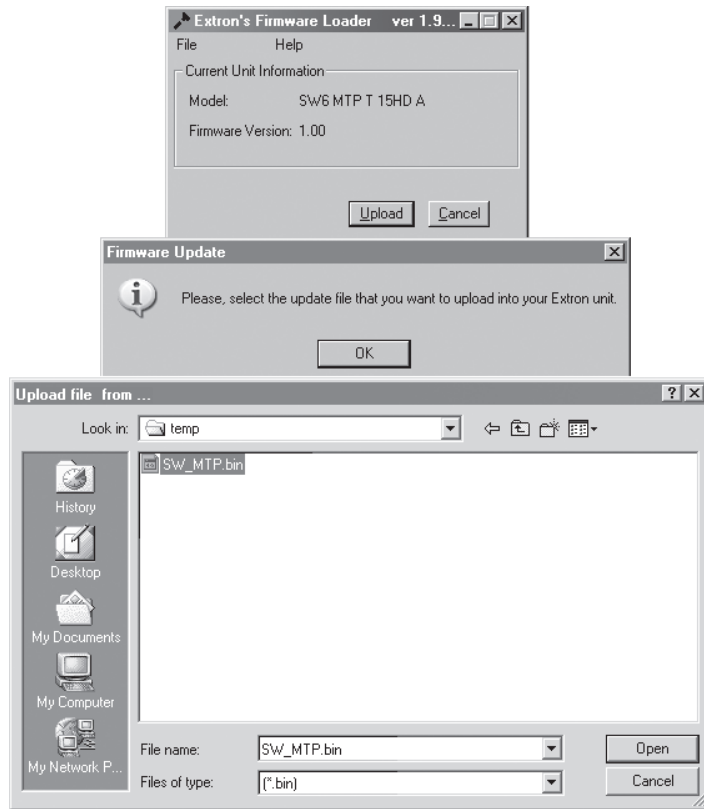 Extron's Firmware Loader ver 1.9...
File Help
Current Unit Information
Model: SW6 MTP T 15HD A
Firmware Version: 1.00
Upload Cancel
Firmware Update
Please, select the update file that you want to upload into your Extron unit.
OK
Upload file from ...
Look in: temp
SW_MTP.bin
History
Desktop
My Documents
My Computer
My Network P...
File name: SW_MTP.bin
Open
Files of type: (*.bin)
Cancel